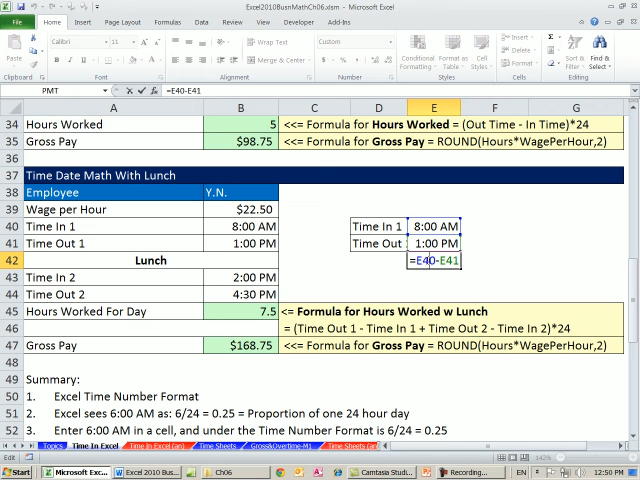 Excel2010BusnMathCh06.xlsm - Microsoft Excel
File Home Insert Page Layout Formulas Data Review View Developer Add-Ins
Paste Calibri 11 Wrap Text Custom Conditional Formatting Format as Table Cell Styles Insert Sort & Filter Find & Select
Merge & Center Delete
Format
Clipboard Font Alignment Number Styles Cells Editing
PMT =E40-E41
A B C D E F G
34 Hours Worked 5 <<= Formula for Hours Worked = (Out Time - In Time)*24
35 Gross Pay $98.75 <<= Formula for Gross Pay = ROUND(Hours*WagePerHour,2)
36
37 Time Date Math With Lunch
38 Employee Y.N.
39 Wage per Hour $22.50
40 Time In 1 8:00 AM Time In 1 8:00 AM
41 Time Out 1 1:00 PM Time Out 1:00 PM
42 Lunch =E40-E41
43 Time In 2 2:00 PM
44 Time Out 2 4:30 PM
45 Hours Worked For Day 7.5 <= Formula for Hours Worked w Lunch
46 = (Time Out 1 - Time In 1 + Time Out 2 - Time In 2)*24
47 Gross Pay $168.75 <<= Formula for Gross Pay = ROUND(Hours*WagePerHour,2)
48
49 Summary:
50 1. Excel Time Number Format
51 2. Excel sees 6:00 AM as: 6/24 = 0.25 = Proportion of one 24 hour day
52 3. Enter 6:00 AM in a cell, and under the Time Number Format is 6/24 = 0.25
Topics Time In Excel Time In Excel (an) Time Sheets Gross&Overtime-M1 Time Sheets (an)
Edit 142%
Start Microsoft Exc... Excel 2010 Bus... Ch06 Camtasia Studi... Recording... EN 12:50 PM